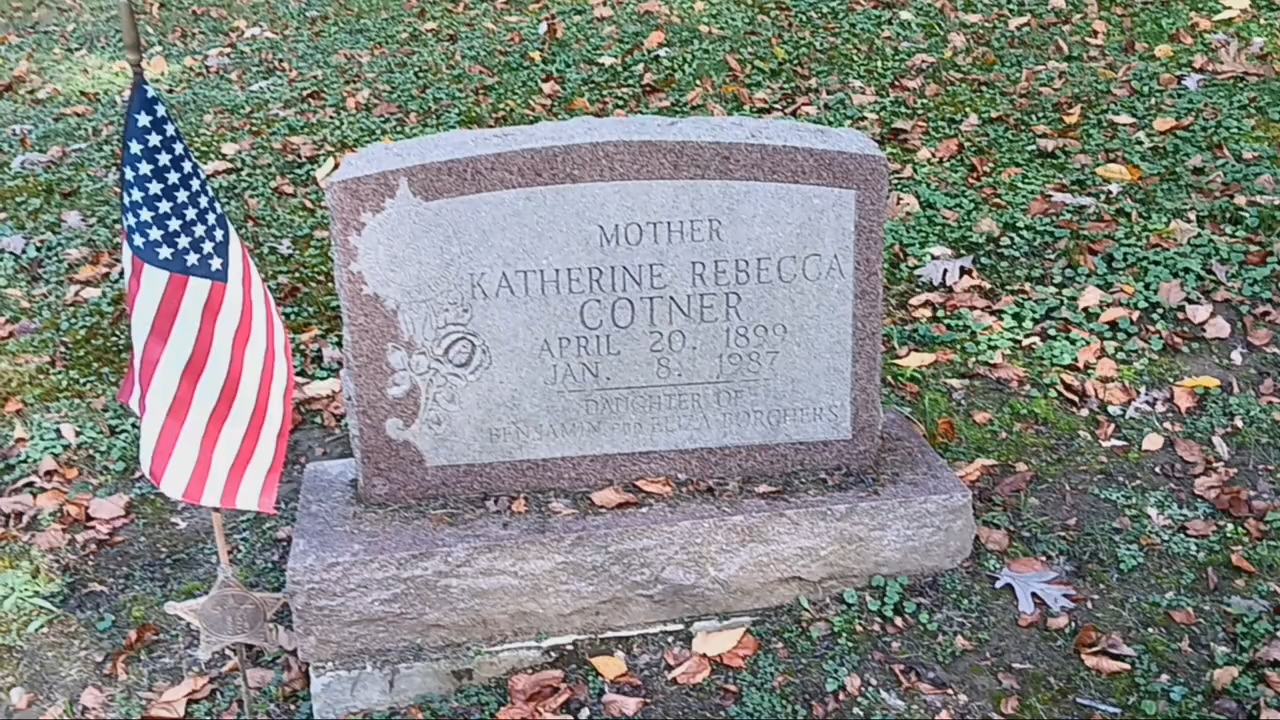 MOTHER
KATHERINE REBECCA
COTNER
APRIL 20. 1899
JAN. 8. 1987
DAUGHTER OF
BENJAMIN AND ELIZA BORCHERS